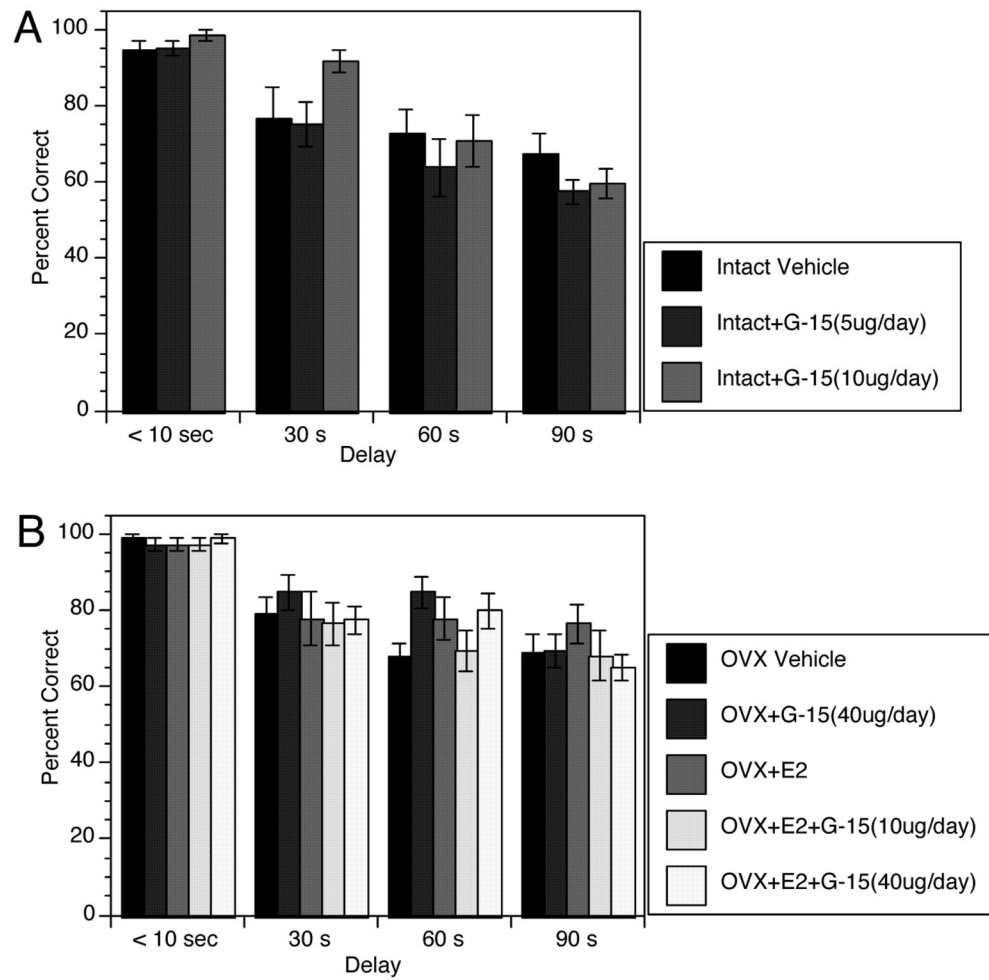 A
100
80
60
40
20
0
Percent Correct
< 10 sec 30 s 60 s 90 s
Delay
Intact Vehicle
Intact+G-15(5ug/day)
Intact+G-15(10ug/day)
B
100
80
60
40
20
0
Percent Correct
< 10 sec 30 s 60 s 90 s
Delay
OVX Vehicle
OVX+G-15(40ug/day)
OVX+E2
OVX+E2+G-15(10ug/day)
OVX+E2+G-15(40ug/day)